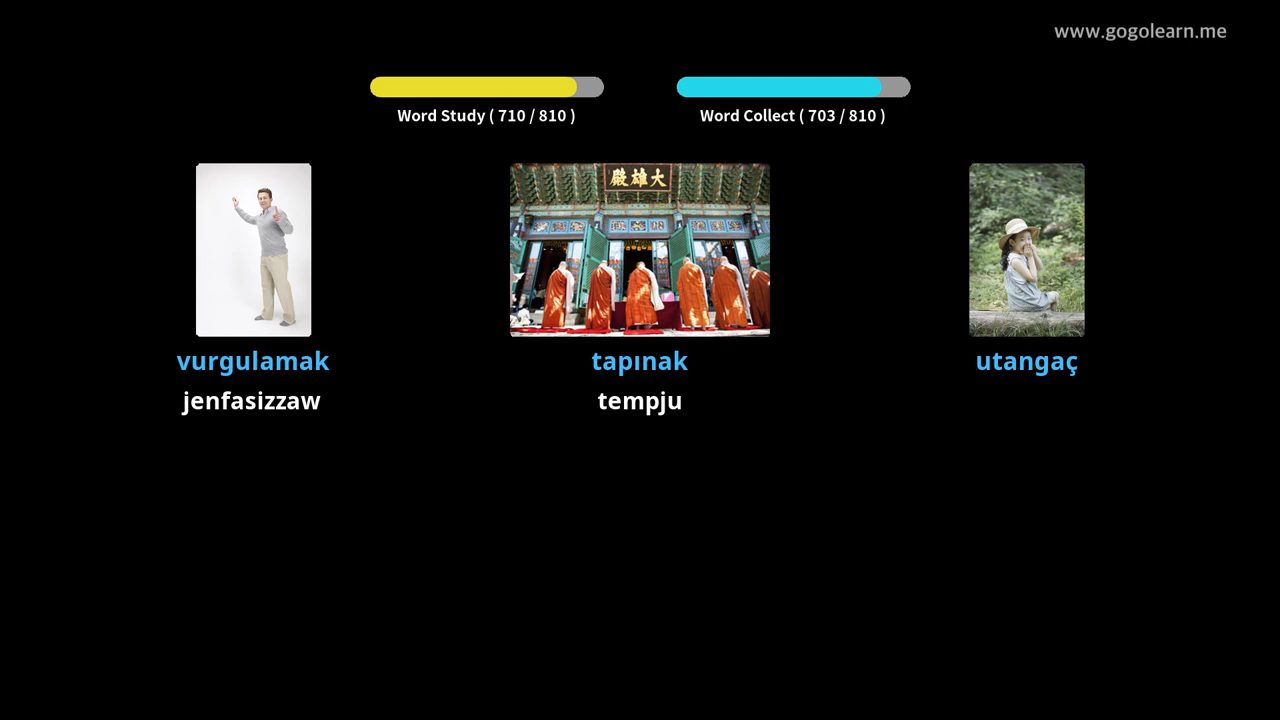 www.gogolearn.me
Word Study ( 710 / 810 )
Word Collect ( 703 / 810 )
大雄殿
vurgulamak
tapınak
utangaç
jenfasizzaw
tempju